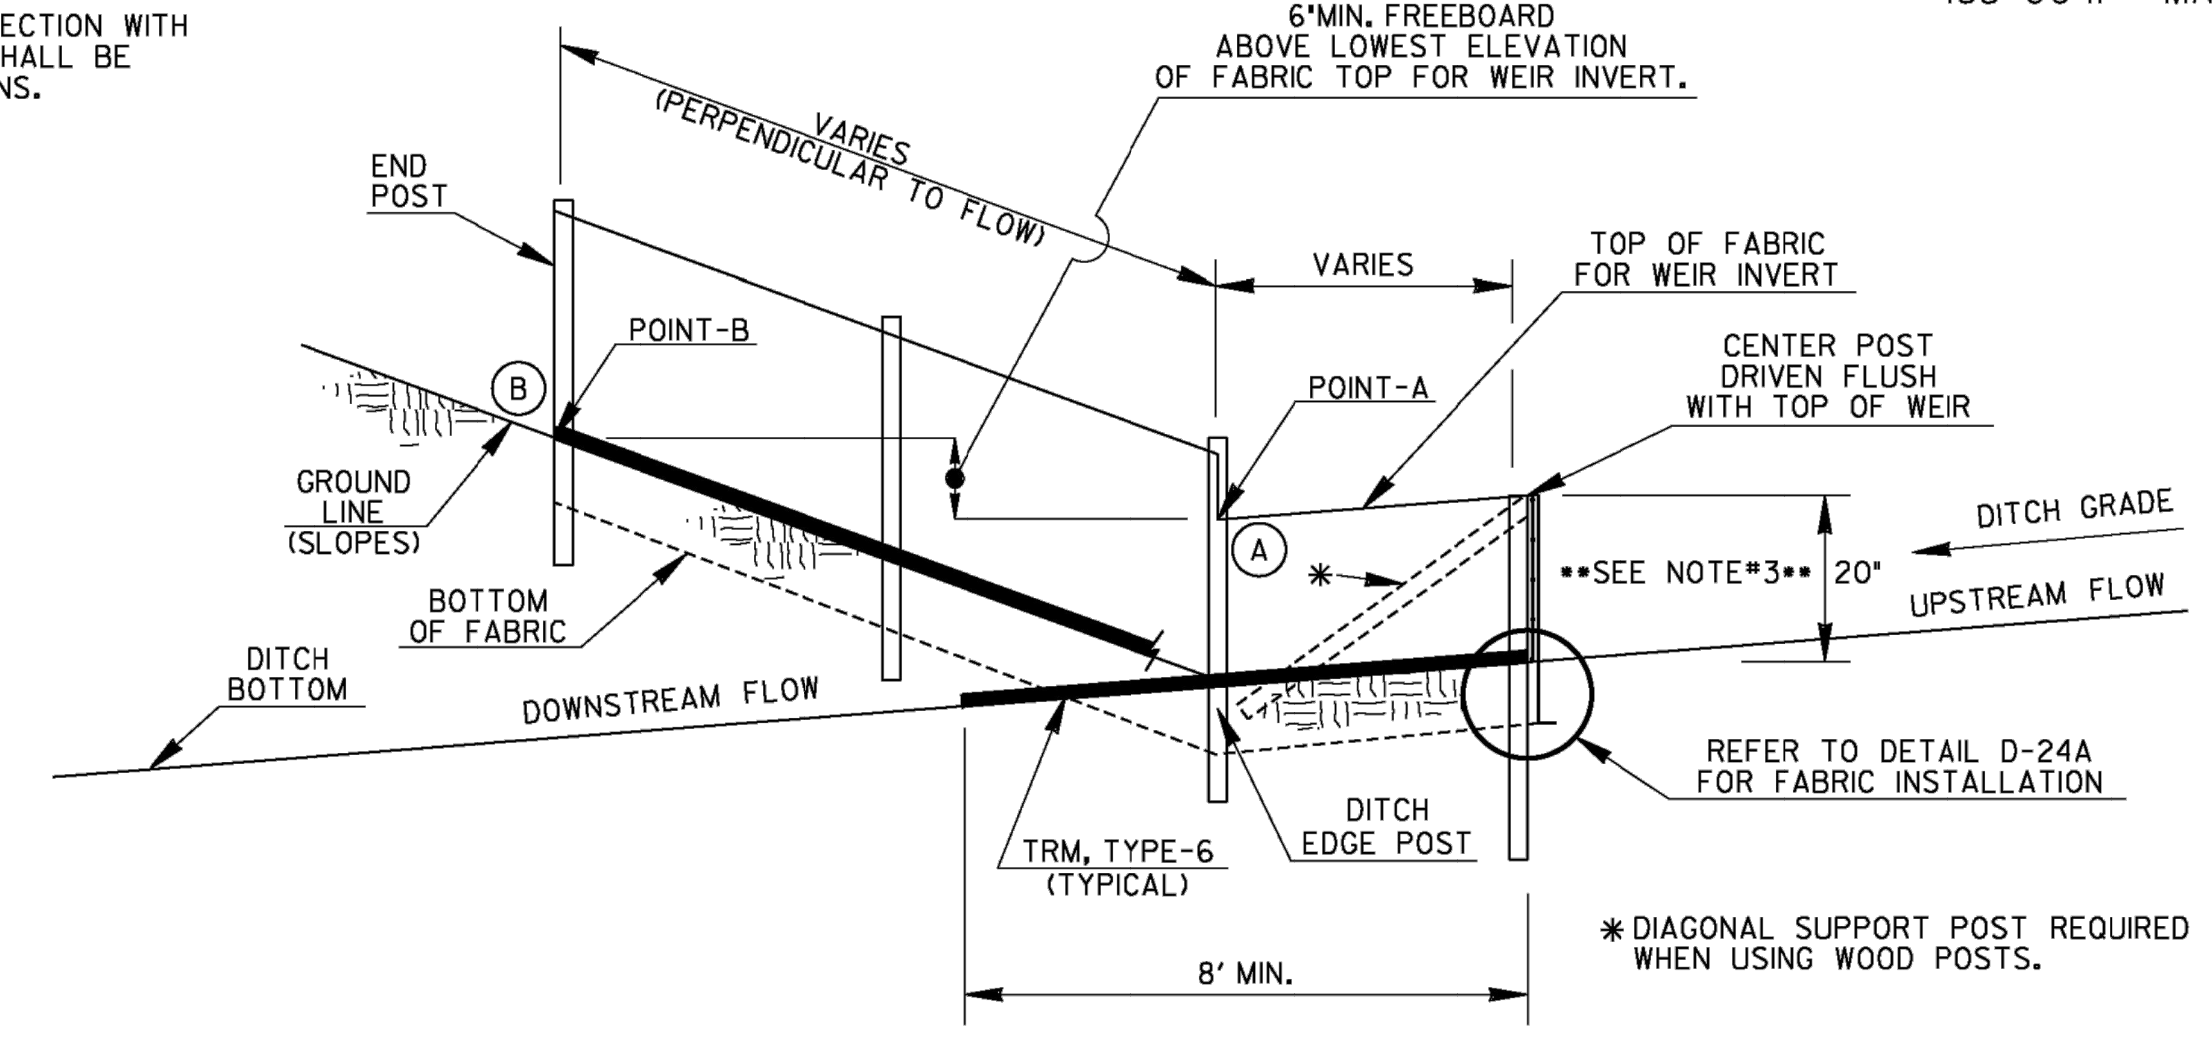 ECTION WITH
HALL BE
NS.
6"MIN. FREEBOARD
ABOVE LOWEST ELEVATION
OF FABRIC TOP FOR WEIR INVERT.
VARIES
(PERPENDICULAR TO FLOW)
END
POST
VARIES
TOP OF FABRIC
FOR WEIR INVERT
POINT-B
B
POINT-A
A
CENTER POST
DRIVEN FLUSH
WITH TOP OF WEIR
GROUND
LINE
(SLOPES)
DITCH GRADE
*
**SEE NOTE#3** 20"
UPSTREAM FLOW
BOTTOM
OF FABRIC
DITCH
BOTTOM
DOWNSTREAM FLOW
REFER TO DETAIL D-24A
FOR FABRIC INSTALLATION
DITCH
EDGE POST
TRM, TYPE-6
(TYPICAL)
* DIAGONAL SUPPORT POST REQUIRED
WHEN USING WOOD POSTS.
8' MIN.